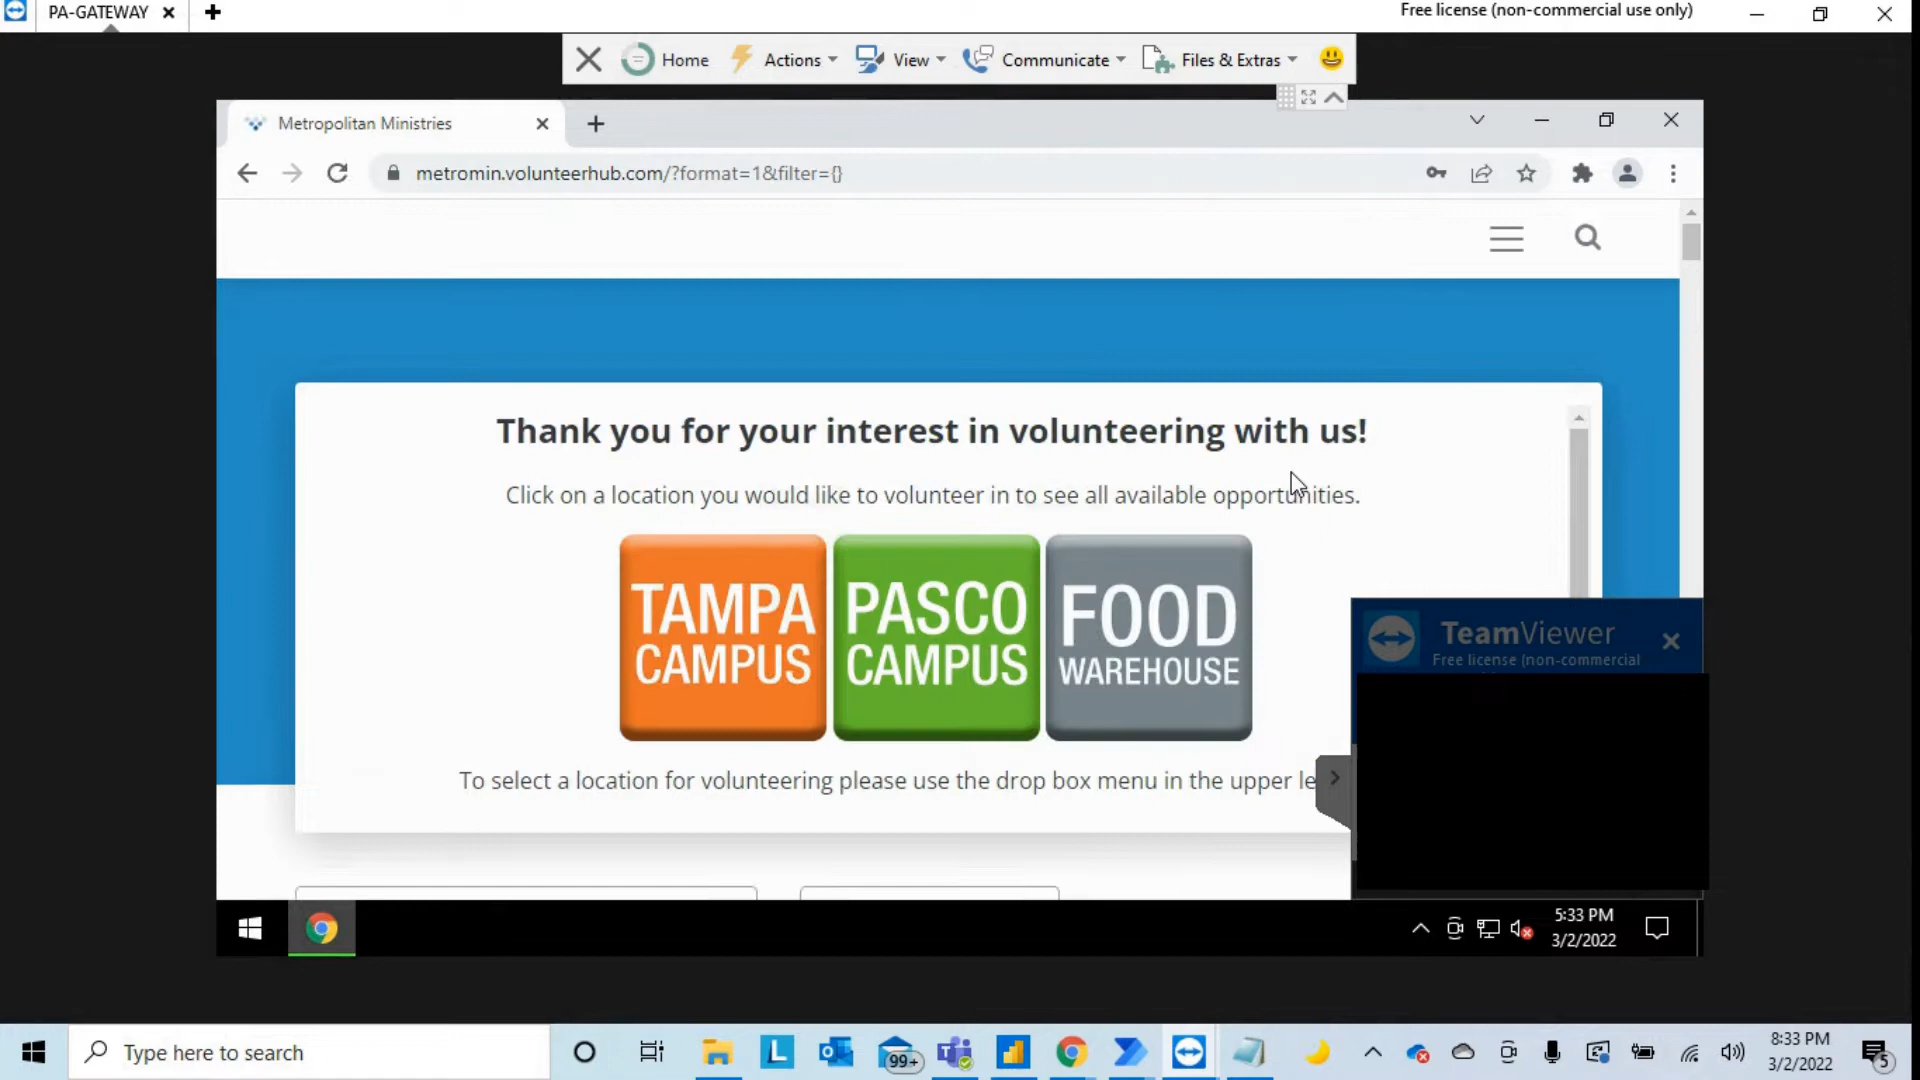 PA-GATEWAY
Free license (non-commercial use only)
Home
Actions
View
Communicate
Files & Extras
Metropolitan Ministries
metromin.volunteerhub.com/?format=1&filter={}
Thank you for your interest in volunteering with us!
Click on a location you would like to volunteer in to see all available opportunities.
TAMPA
CAMPUS
PASCO
CAMPUS
FOOD
WAREHOUSE
To select a location for volunteering please use the drop box menu in the upper le
TeamViewer
Free license (non-commercial
5:33 PM
3/2/2022
Type here to search
L
99+
8:33 PM
3/2/2022
5